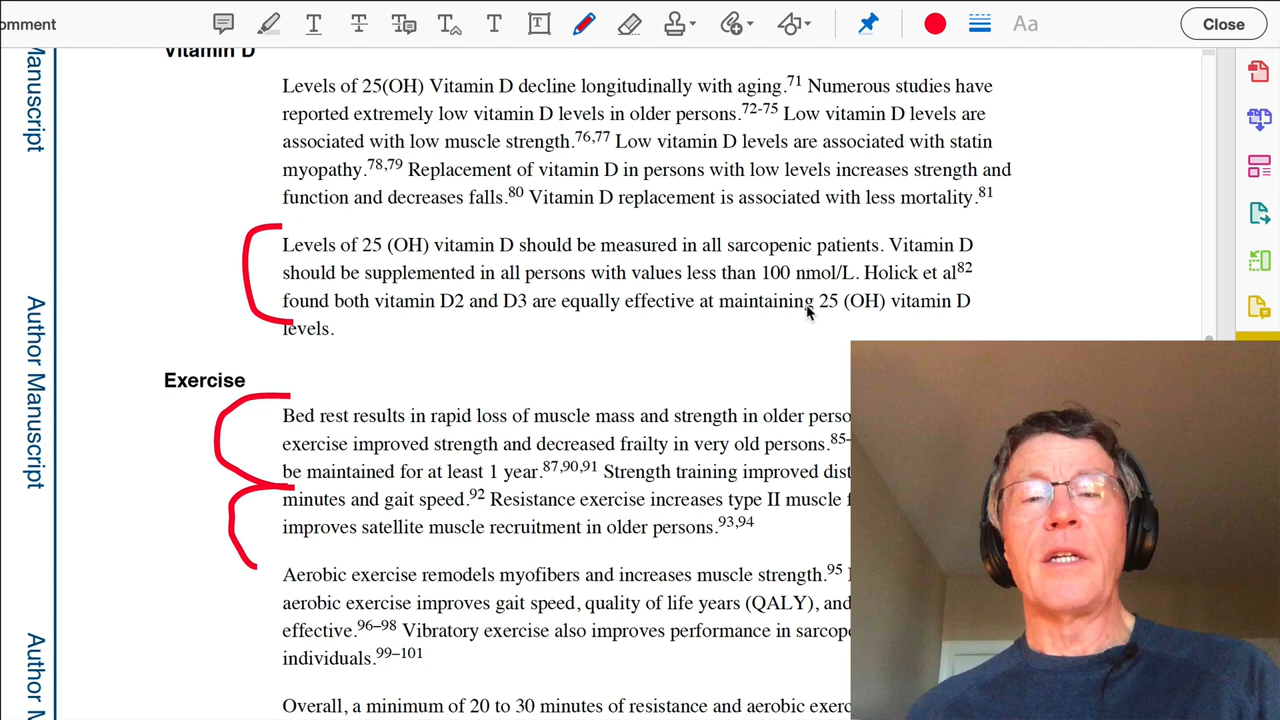 omment
T T T T T T Aa Close
Vitamin D
Levels of 25(OH) Vitamin D decline longitudinally with aging.71 Numerous studies have
reported extremely low vitamin D levels in older persons.72-75 Low vitamin D levels are
associated with low muscle strength.76,77 Low vitamin D levels are associated with statin
myopathy.78,79 Replacement of vitamin D in persons with low levels increases strength and
function and decreases falls.80 Vitamin D replacement is associated with less mortality.81
Levels of 25 (OH) vitamin D should be measured in all sarcopenic patients. Vitamin D
should be supplemented in all persons with values less than 100 nmol/L. Holick et al82
found both vitamin D2 and D3 are equally effective at maintaining 25 (OH) vitamin D
levels.
Exercise
Bed rest results in rapid loss of muscle mass and strength in older perso
exercise improved strength and decreased frailty in very old persons.85–
be maintained for at least 1 year.87,90,91 Strength training improved dist
minutes and gait speed.92 Resistance exercise increases type II muscle f
improves satellite muscle recruitment in older persons.93,94
Aerobic exercise remodels myofibers and increases muscle strength.95
aerobic exercise improves gait speed, quality of life years (QALY), and
effective.96–98 Vibratory exercise also improves performance in sarcop
individuals.99–101
Overall, a minimum of 20 to 30 minutes of resistance and aerobic exerc
Manuscript
Author Manuscript
Author M